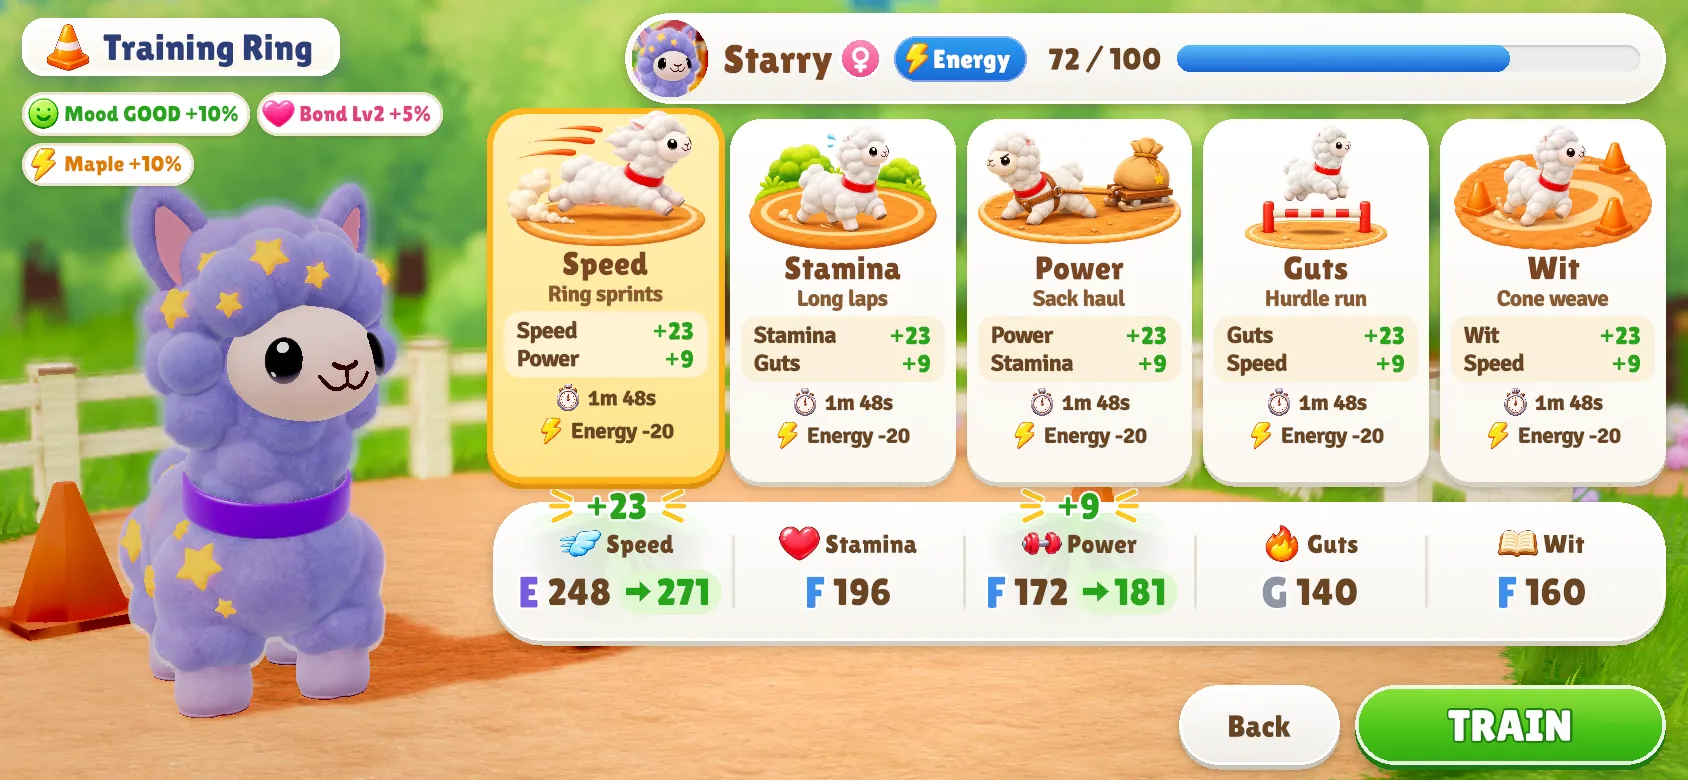 Training Ring
Mood GOOD +10%
Bond Lv2 +5%
Maple +10%
Starry
Energy
72 / 100
Speed
Ring sprints
Speed +23
Power +9
1m 48s
Energy -20
Stamina
Long laps
Stamina +23
Guts +9
1m 48s
Energy -20
Power
Sack haul
Power +23
Stamina +9
1m 48s
Energy -20
Guts
Hurdle run
Guts +23
Speed +9
1m 48s
Energy -20
Wit
Cone weave
Wit +23
Speed +9
1m 48s
Energy -20
+23
Speed
E 248 → 271
Stamina
F 196
+9
Power
F 172 → 181
Guts
G 140
Wit
F 160
Back
TRAIN